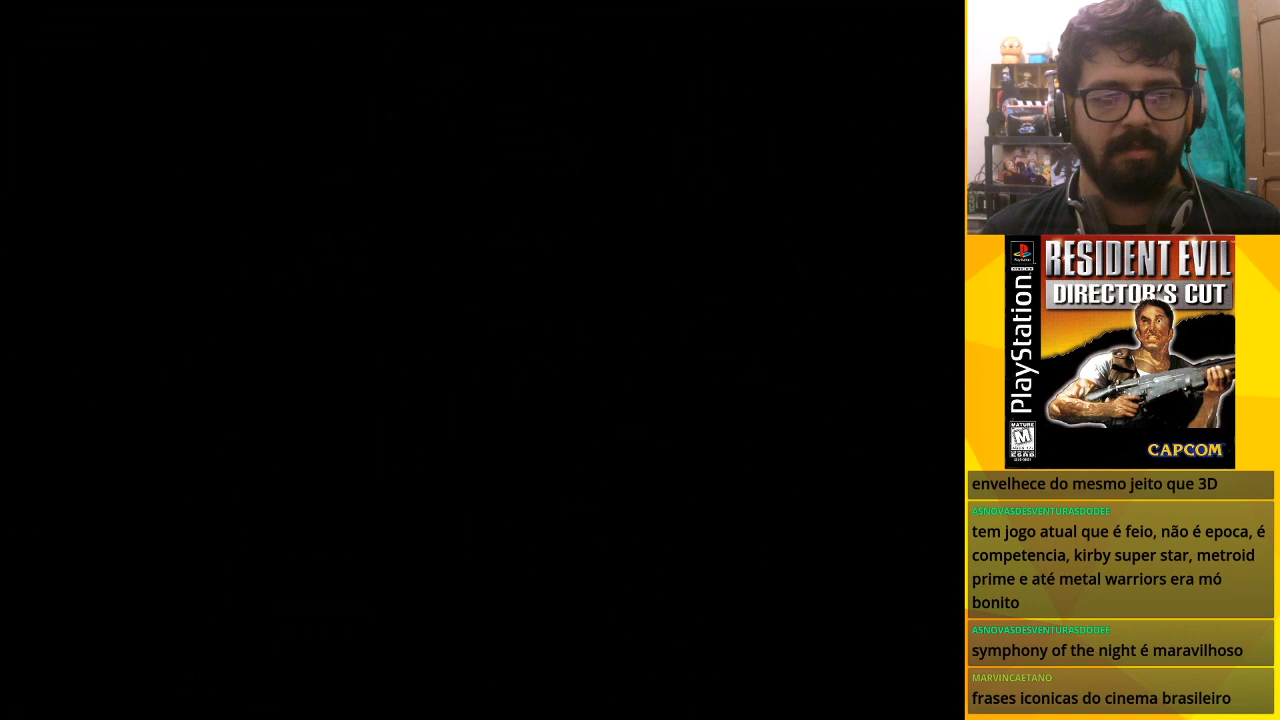 RESIDENT EVIL
DIRECTOR'S CUT
PlayStation
MATURE
M
CAPCOM
envelhece do mesmo jeito que 3D
ASNOVASDESVENTURASDODEE
tem jogo atual que é feio, não é epoca, é
competencia, kirby super star, metroid
prime e até metal warriors era mó
bonito
ASNOVASDESVENTURASDODEE
symphony of the night é maravilhoso
MARVINCAETANO
frases iconicas do cinema brasileiro